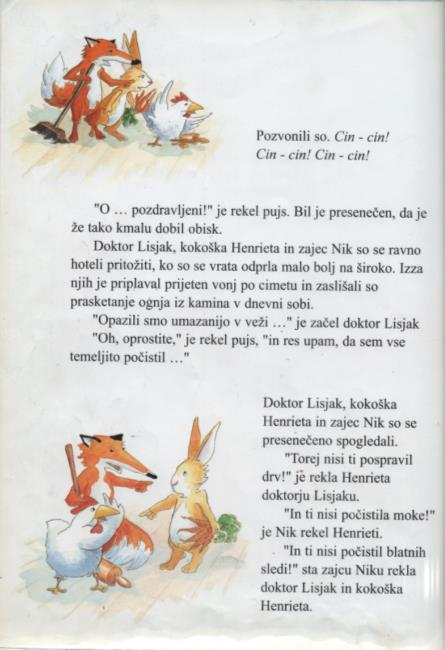 Pozvonili so. Cin - cin!
Cin - cin! Cin - cin!
"O ... pozdravljeni!" je rekel pujs. Bil je presenečen, da je
že tako kmalu dobil obisk.
Doktor Lisjak, kokoška Henrieta in zajec Nik so se ravno
hoteli pritožiti, ko so se vrata odprla malo bolj na široko. Izza
njih je priplaval prijeten vonj po cimetu in zaslišali so
prasketanje ognja iz kamina v dnevni sobi.
"Opazili smo umazanijo v veži ..." je začel doktor Lisjak
"Oh, oprostite," je rekel pujs, "in res upam, da sem vse
temeljito počistil ..."
Doktor Lisjak, kokoška
Henrieta in zajec Nik so se
presenečeno spogledali.
"Torej nisi ti pospravil
drv!" je rekla Henrieta
doktorju Lisjaku.
"In ti nisi počistila moke!"
je Nik rekel Henrieti.
"In ti nisi počistil blatnih
sledi!" sta zajcu Niku rekla
doktor Lisjak in kokoška
Henrieta.